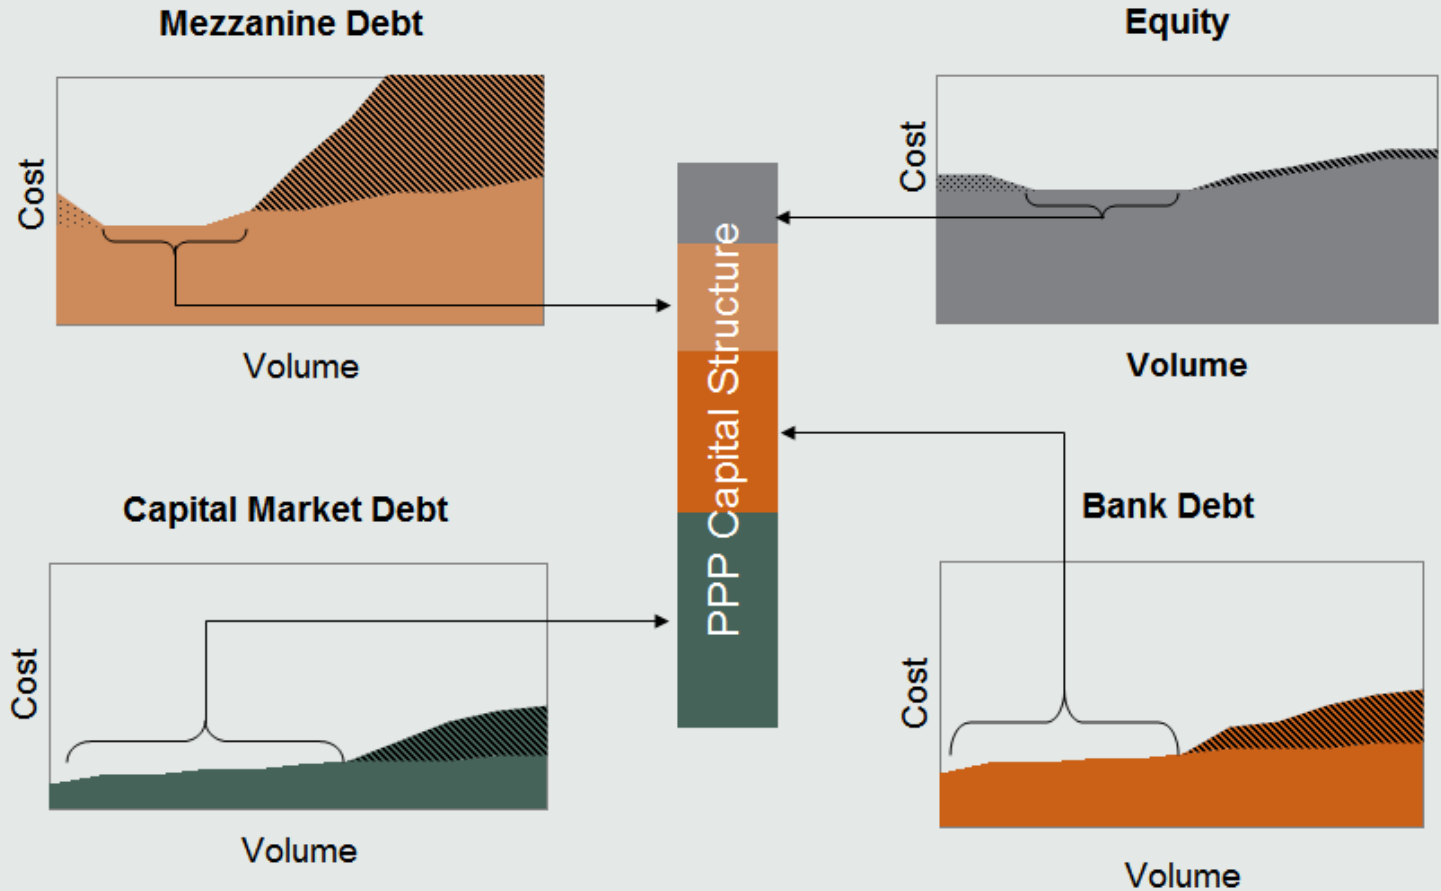 Mezzanine Debt
Equity
Cost
Cost
Volume
Volume
PPP Capital Structure
Capital Market Debt
Bank Debt
Cost
Cost
Volume
Volume